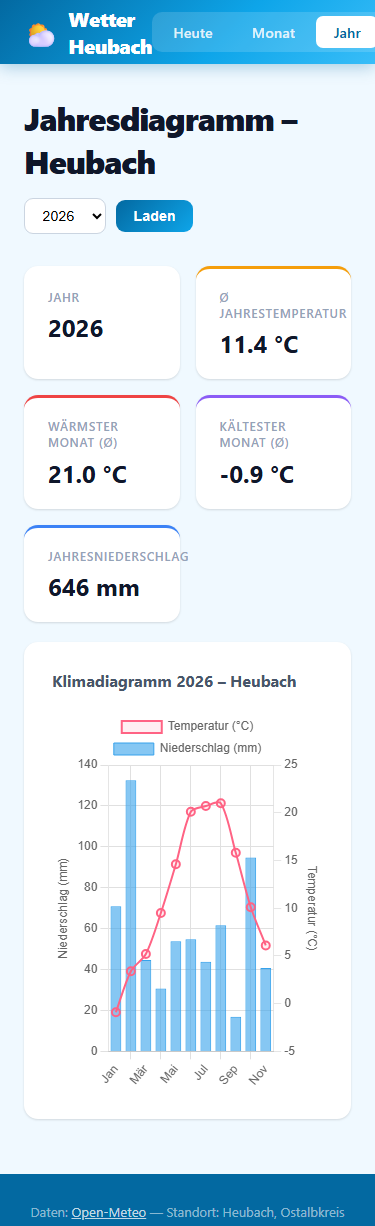 Wetter
Heubach
Heute Monat Jahr
Jahresdiagramm –
Heubach
2026 Laden
JAHR
2026
Ø
JAHRESTEMPERATUR
11.4 °C
WÄRMSTER
MONAT (Ø)
21.0 °C
KÄLTESTER
MONAT (Ø)
-0.9 °C
JAHRESNIEDERSCHLAG
646 mm
Klimadiagramm 2026 – Heubach
Temperatur (°C)
Niederschlag (mm)
140 25
120 20
100 15
80 10
60 5
40 0
20 -5
0
Niederschlag (mm)
Temperatur (°C)
Jan Mär Mai Jul Sep Nov
Daten: Open-Meteo — Standort: Heubach, Ostalbkreis